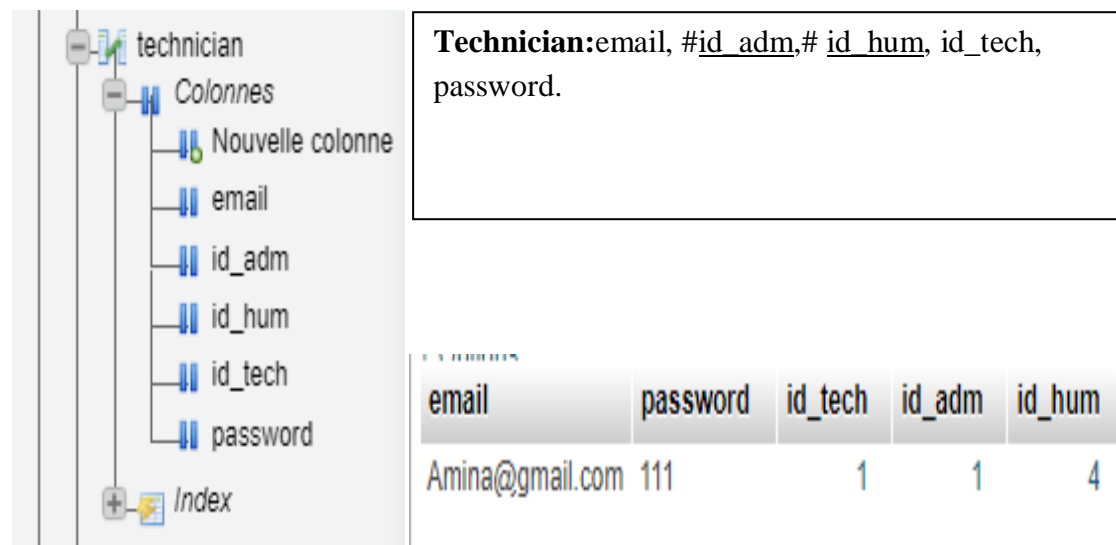 technician
Colonnes
Nouvelle colonne
email
id_adm
id_hum
id_tech
password
Index
Technician:email, #id_adm,# id_hum, id_tech,
password.
email password id_tech id_adm id_hum
Amina@gmail.com 111 1 1 4